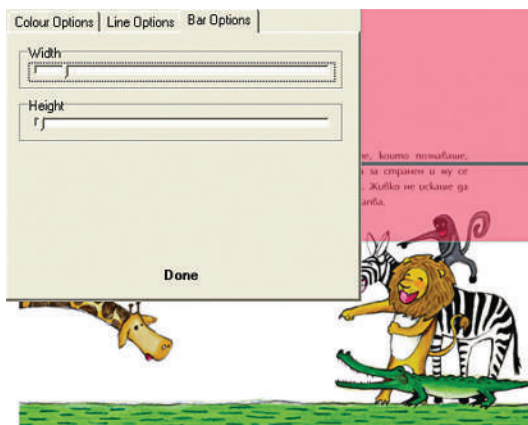 Colour Options Line Options Bar Options
Width
Height
които познаваше,
за странен и му се
Живко не искаше да
Done